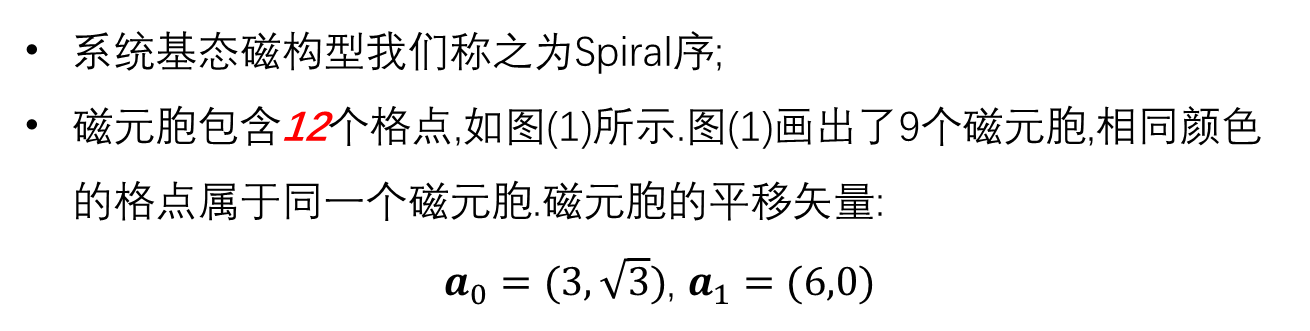 • 系统基态磁构型我们称之为Spiral序;
• 磁元胞包含12个格点,如图(1)所示.图(1)画出了9个磁元胞,相同颜色
的格点属于同一个磁元胞.磁元胞的平移矢量:
𝒂₀ = (3, √3), 𝒂₁ = (6,0)